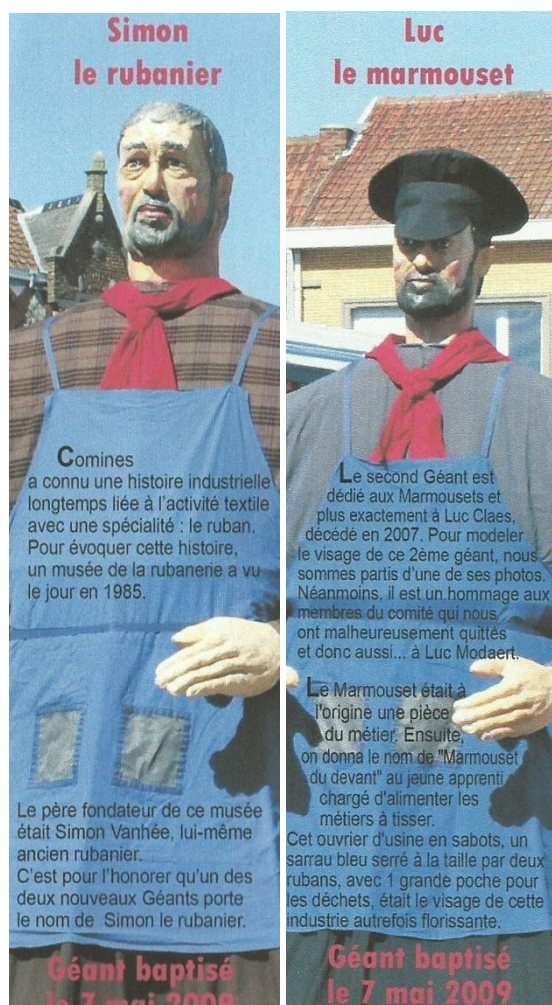 Simon
le rubanier
Comines
a connu une histoire industrielle
longtemps liée à l'activité textile
avec une spécialité : le ruban.
Pour évoquer cette histoire,
un musée de la rubanerie a vu
le jour en 1985.
Le père fondateur de ce musée
était Simon Vanhée, lui-même
ancien rubanier.
C'est pour l'honorer qu'un des
deux nouveaux Géants porte
le nom de Simon le rubanier.
Géant baptisé
le 7 mai 2009
Luc
le marmouset
Le second Géant est
dédié aux Marmousets et
plus exactement à Luc Claes,
décédé en 2007. Pour modeler
le visage de ce 2ème géant, nous
sommes partis d'une de ses photos.
Néanmoins, il est un hommage aux
membres du comité qui nous
ont malheureusement quittés
et donc aussi... à Luc Modaert.
Le Marmouset était à
l'origine une pièce
du métier. Ensuite,
on donna le nom de "Marmouset
du devant" au jeune apprenti
chargé d'alimenter les
métiers à tisser.
Cet ouvrier d'usine en sabots, un
sarrau bleu serré à la taille par deux
rubans, avec 1 grande poche pour
les déchets, était le visage de cette
industrie autrefois florissante.
Géant baptisé
le 7 mai 2009